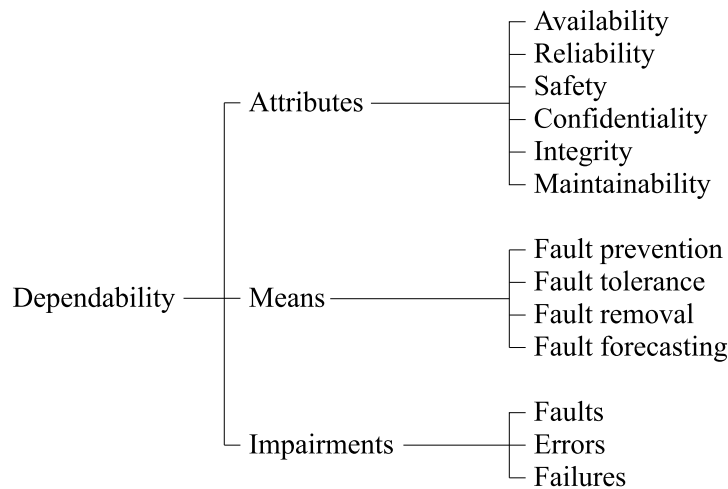 Dependability
Attributes
Availability
Reliability
Safety
Confidentiality
Integrity
Maintainability
Means
Fault prevention
Fault tolerance
Fault removal
Fault forecasting
Impairments
Faults
Errors
Failures